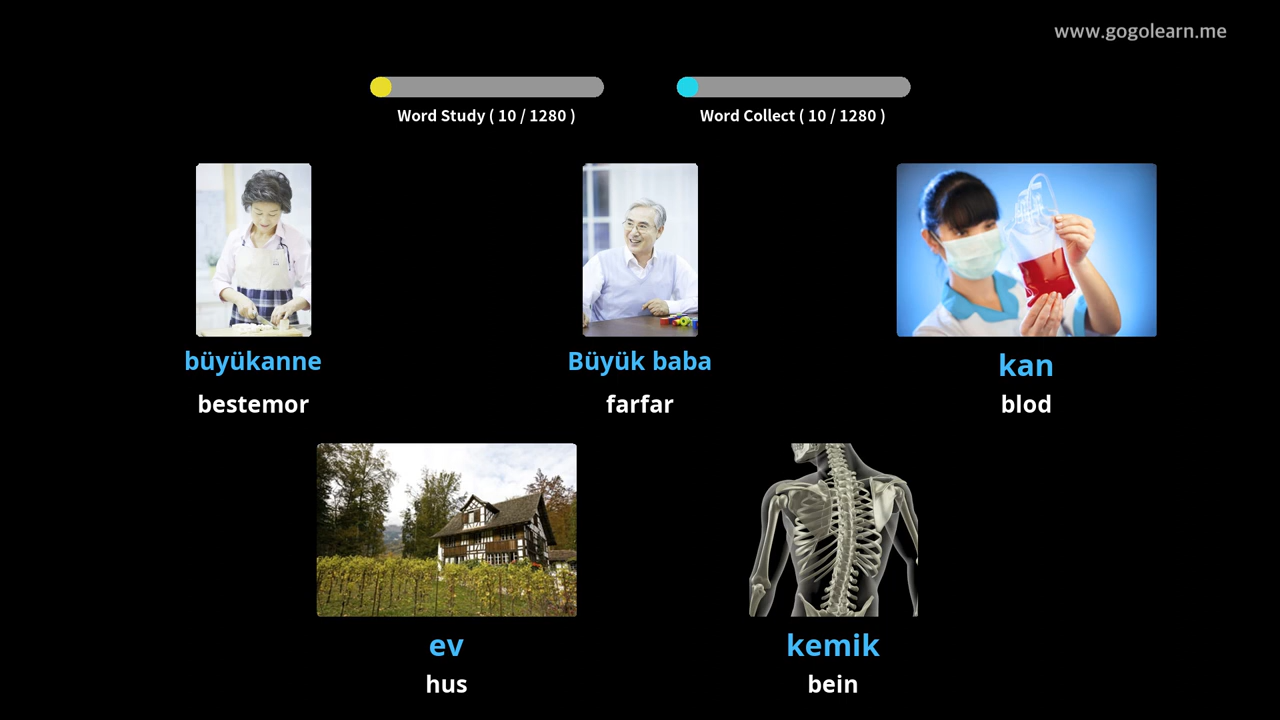 www.gogolearn.me
Word Study ( 10 / 1280 )
Word Collect ( 10 / 1280 )
büyükanne
bestemor
Büyük baba
farfar
kan
blod
ev
hus
kemik
bein